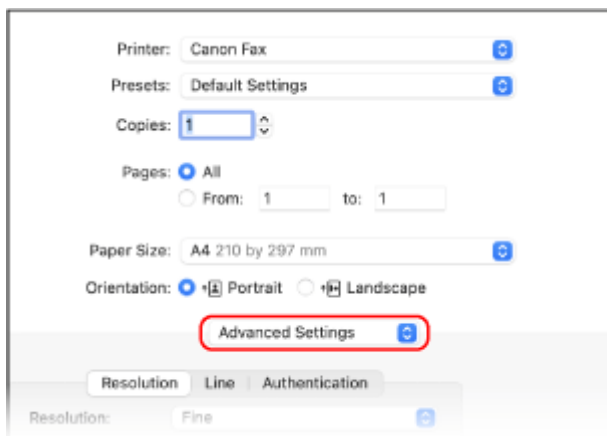 Printer: Canon Fax
Presets: Default Settings
Copies: 1
Pages: All
From: 1 to: 1
Paper Size: A4 210 by 297 mm
Orientation: Portrait Landscape
Advanced Settings
Resolution Line Authentication
Resolution: Fine